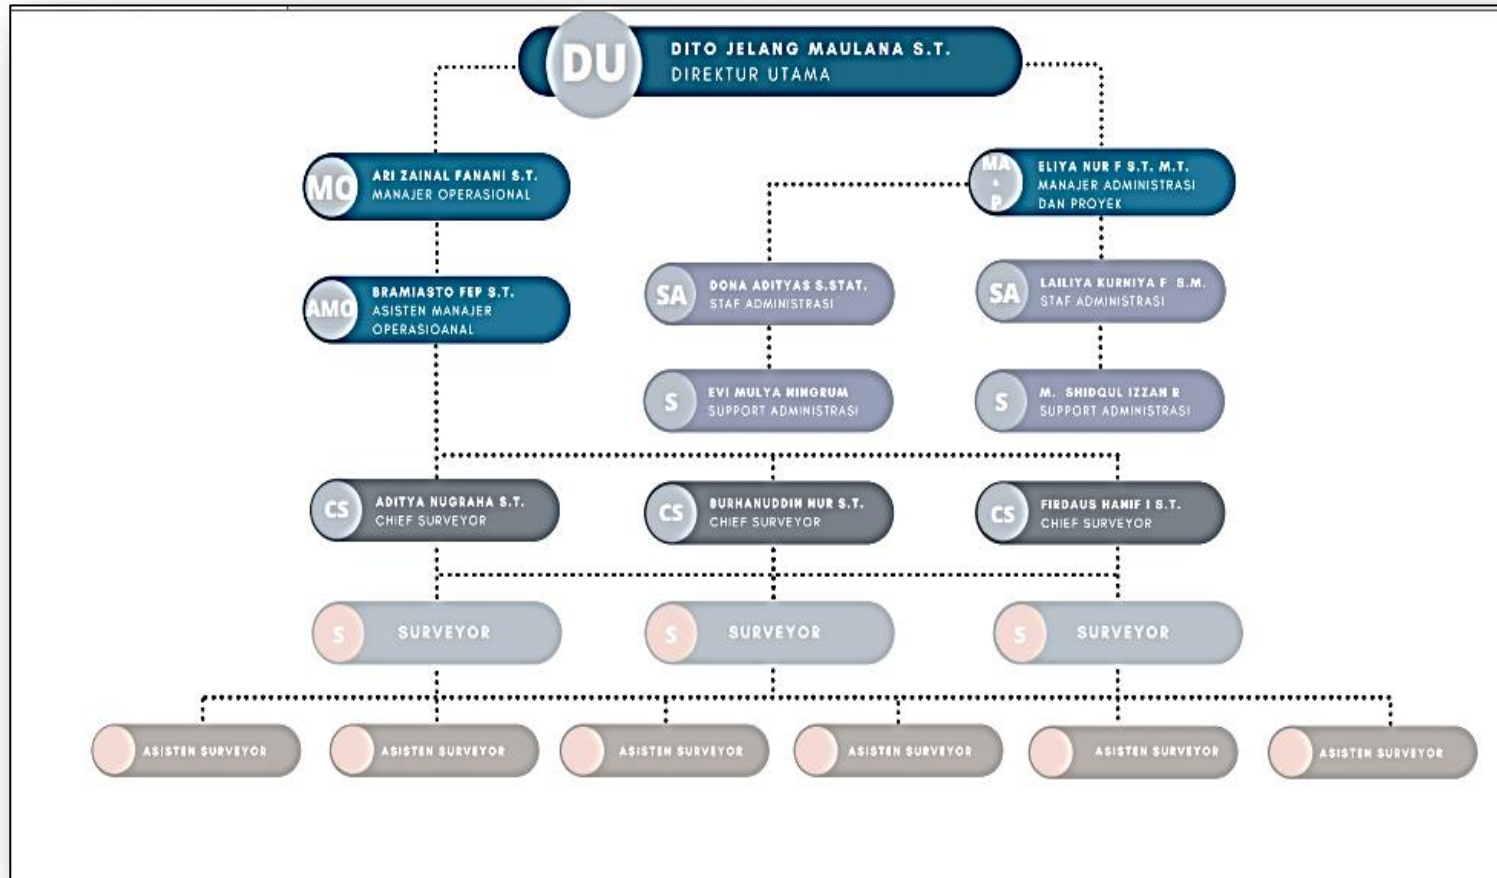 DU
DITO JELANG MAULANA S.T.
DIREKTUR UTAMA
MO
ARI ZAINAL FANANI S.T.
MANAJER OPERASIONAL
MA
&
P
ELIYA NUR F S.T. M.T.
MANAJER ADMINISTRASI
DAN PROYEK
AMO
BRAMIASTO FEP S.T.
ASISTEN MANAJER
OPERASIOANAL
SA
DONA ADITYAS S.STAT.
STAF ADMINISTRASI
SA
LAILIYA KURNIYA F S.M.
STAF ADMINISTRASI
S
EVI MULYA NINGRUM
SUPPORT ADMINISTRASI
S
M. SHIDQUL IZZAN R
SUPPORT ADMINISTRASI
CS
ADITYA NUGRAHA S.T.
CHIEF SURVEYOR
CS
BURHANUDDIN NUR S.T.
CHIEF SURVEYOR
CS
FIRDAUS HANIF I S.T.
CHIEF SURVEYOR
S
SURVEYOR
S
SURVEYOR
S
SURVEYOR
ASISTEN SURVEYOR
ASISTEN SURVEYOR
ASISTEN SURVEYOR
ASISTEN SURVEYOR
ASISTEN SURVEYOR
ASISTEN SURVEYOR